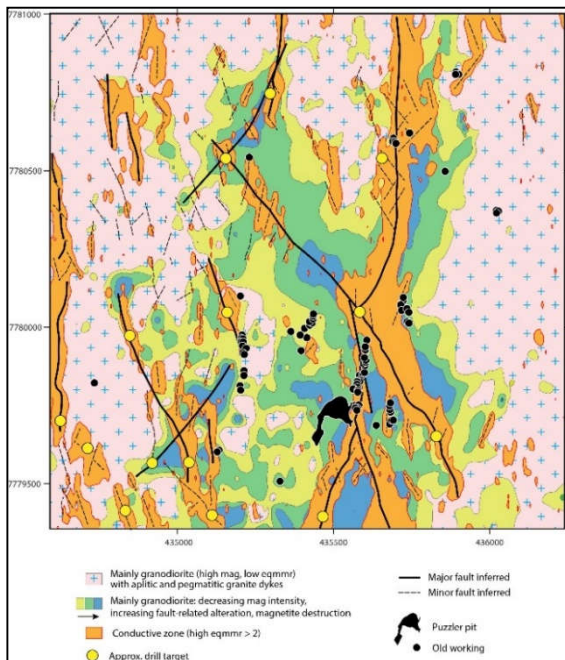 7781000
7780500
7780000
7779500
435000
435500
436000
Mainly granodiorite (high mag, low eqmmr)
with aplitic and pegmatitic granite dykes
Mainly granodiorite: decreasing mag intensity,
increasing fault-related alteration, magnetite destruction
Conductive zone (high eqmmr > 2)
Approx. drill target
Major fault inferred
Minor fault inferred
Puzzler pit
Old working